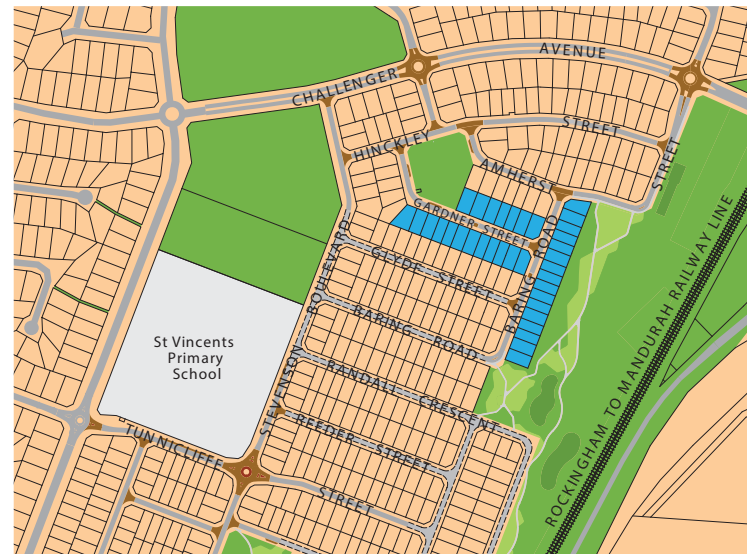 AVENUE
CHALLENGER
STREET
HINCKLEY
AMHERST
STREET
GARDNER STREET
BARING ROAD
GLYDE STREET
BOULEVARD
STEVENSON
BARING ROAD
St Vincents
Primary
School
RANDALL CRESCENT
REEDER STREET
TUNNICLIFFE
STREET
ROCKINGHAM TO MANDURAH RAILWAY LINE